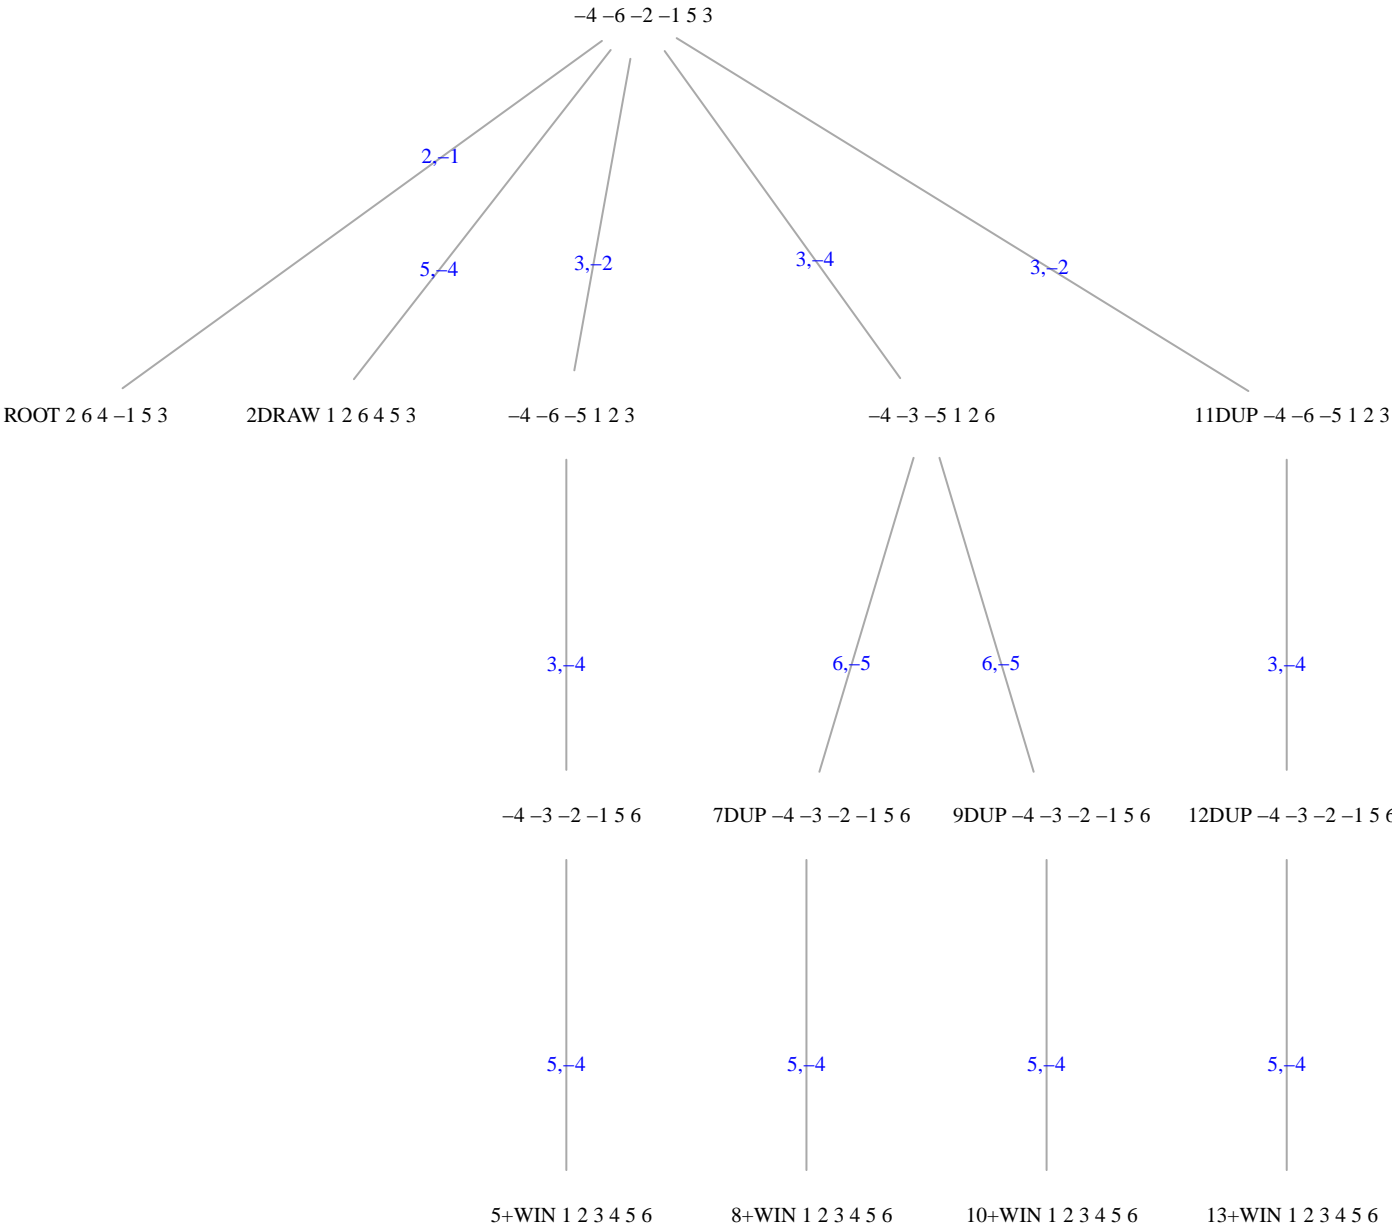 –4 –6 –2 –1 5 3
2,–1
5,–4
3,–2
3,–4
3,–2
ROOT 2 6 4 –1 5 3
2DRAW 1 2 6 4 5 3
–4 –6 –5 1 2 3
–4 –3 –5 1 2 6
11DUP –4 –6 –5 1 2 3
3,–4
6,–5
6,–5
3,–4
–4 –3 –2 –1 5 6
7DUP –4 –3 –2 –1 5 6
9DUP –4 –3 –2 –1 5 6
12DUP –4 –3 –2 –1 5 6
5,–4
5,–4
5,–4
5,–4
5+WIN 1 2 3 4 5 6
8+WIN 1 2 3 4 5 6
10+WIN 1 2 3 4 5 6
13+WIN 1 2 3 4 5 6